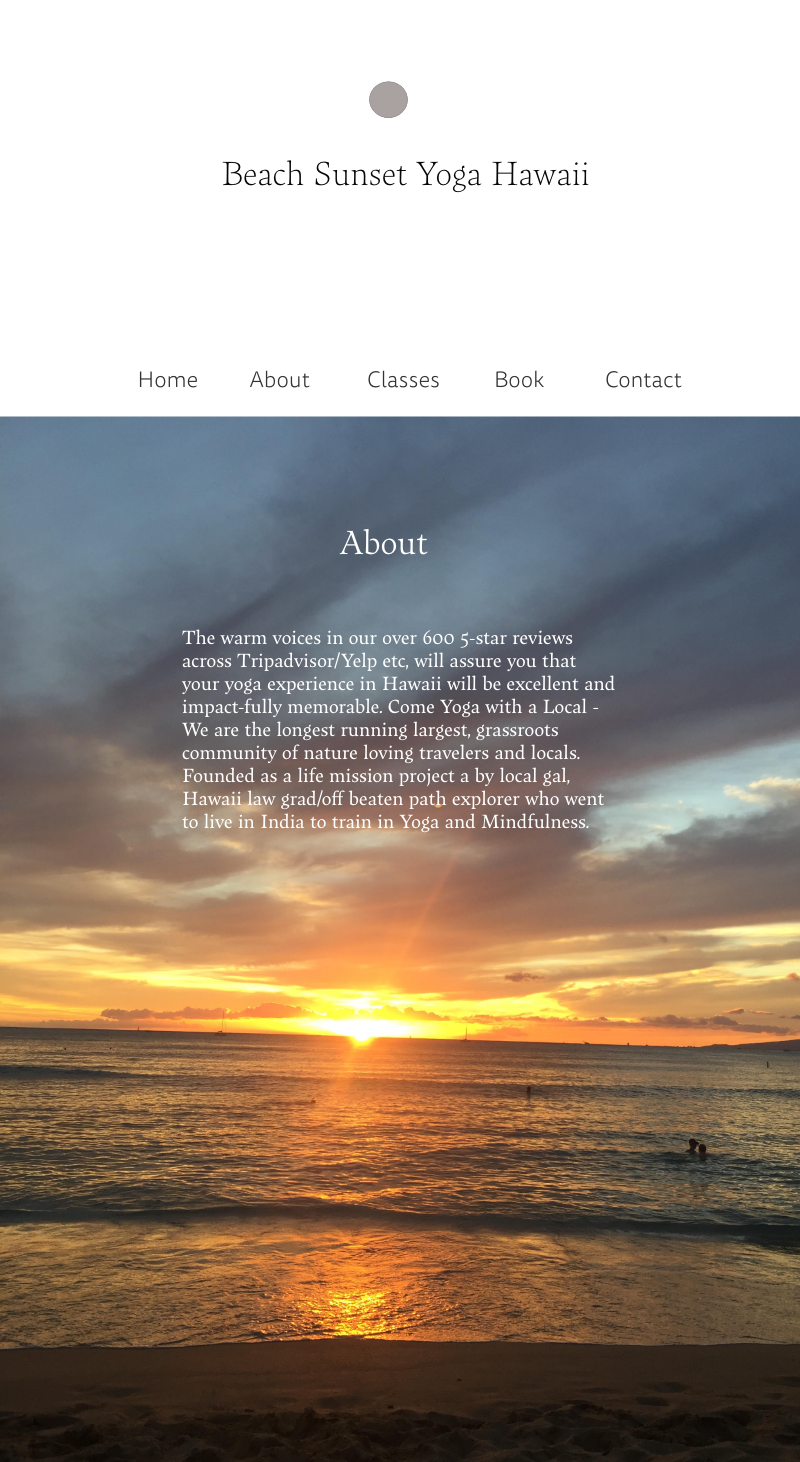 Beach Sunset Yoga Hawaii
Home About Classes Book Contact
About
The warm voices in our over 600 5-star reviews
across Tripadvisor/Yelp etc, will assure you that
your yoga experience in Hawaii will be excellent and
impact-fully memorable. Come Yoga with a Local -
We are the longest running largest, grassroots
community of nature loving travelers and locals.
Founded as a life mission project a by local gal,
Hawaii law grad/off beaten path explorer who went
to live in India to train in Yoga and Mindfulness.